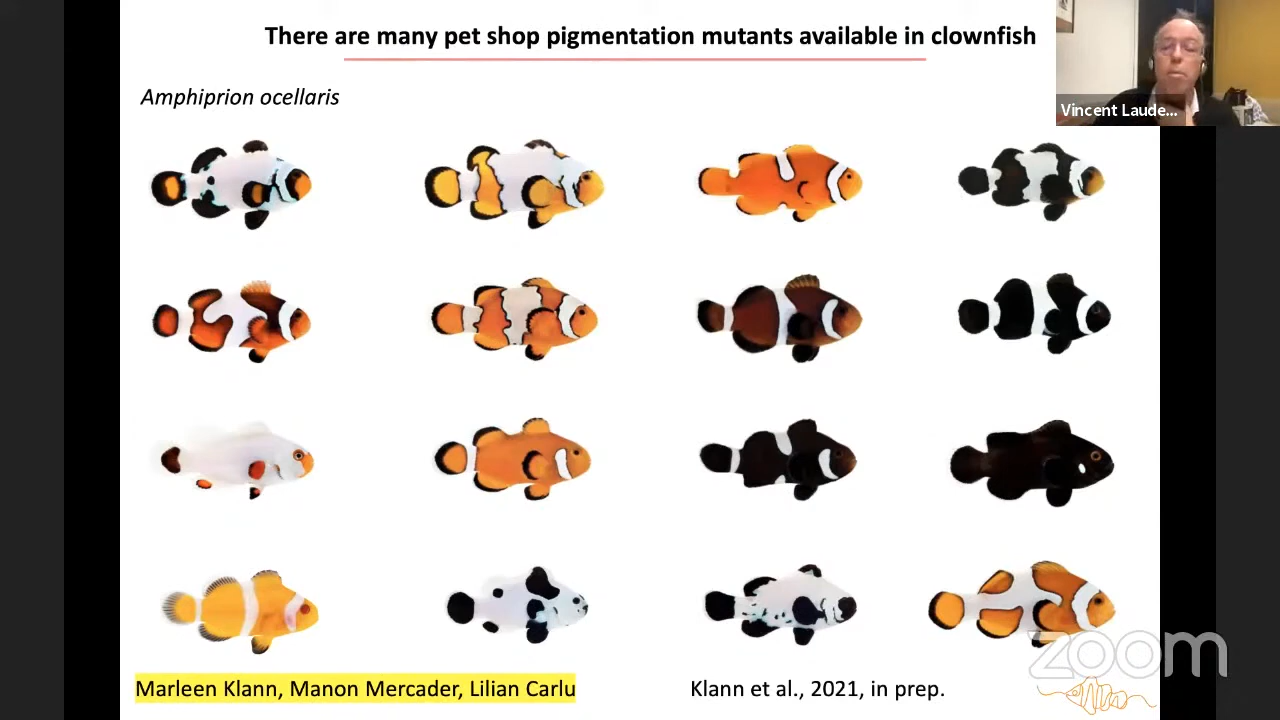 There are many pet shop pigmentation mutants available in clownfish
Vincent Laude...
Amphiprion ocellaris
zoom
Marleen Klann, Manon Mercader, Lilian Carlu
Klann et al., 2021, in prep.